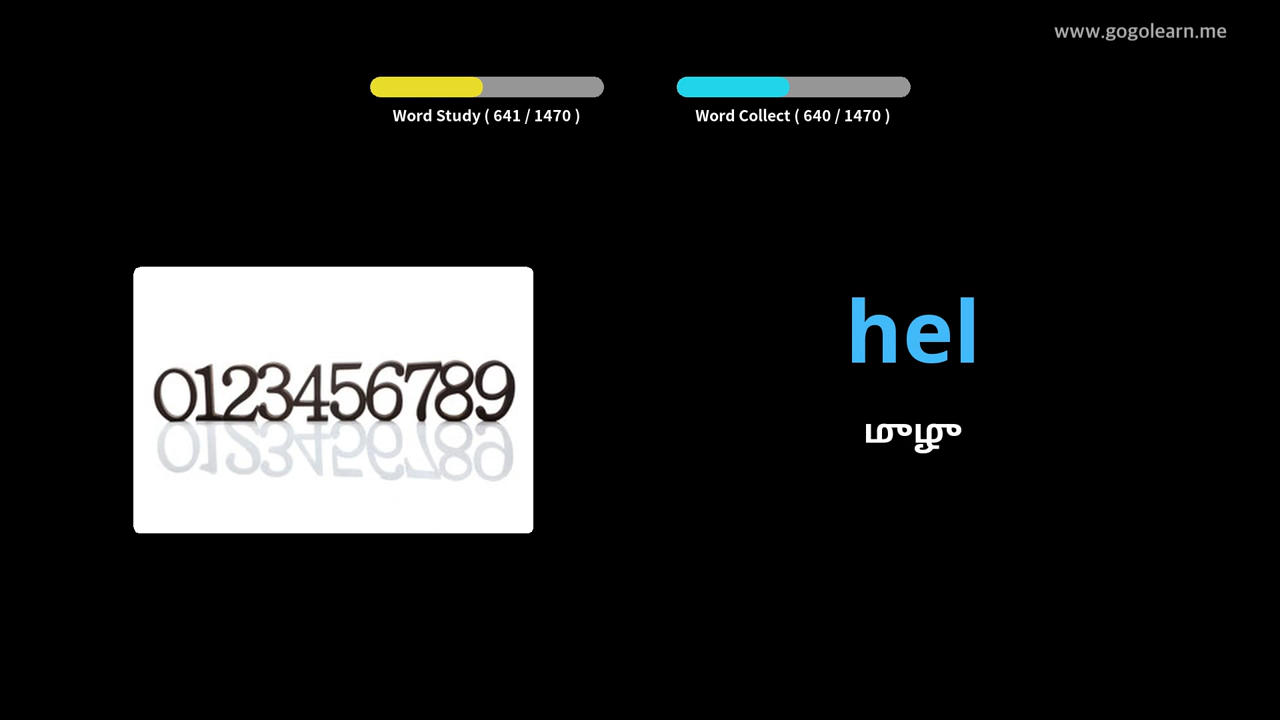 www.gogolearn.me
Word Study ( 641 / 1470 )
Word Collect ( 640 / 1470 )
0123456789
hel
முழு